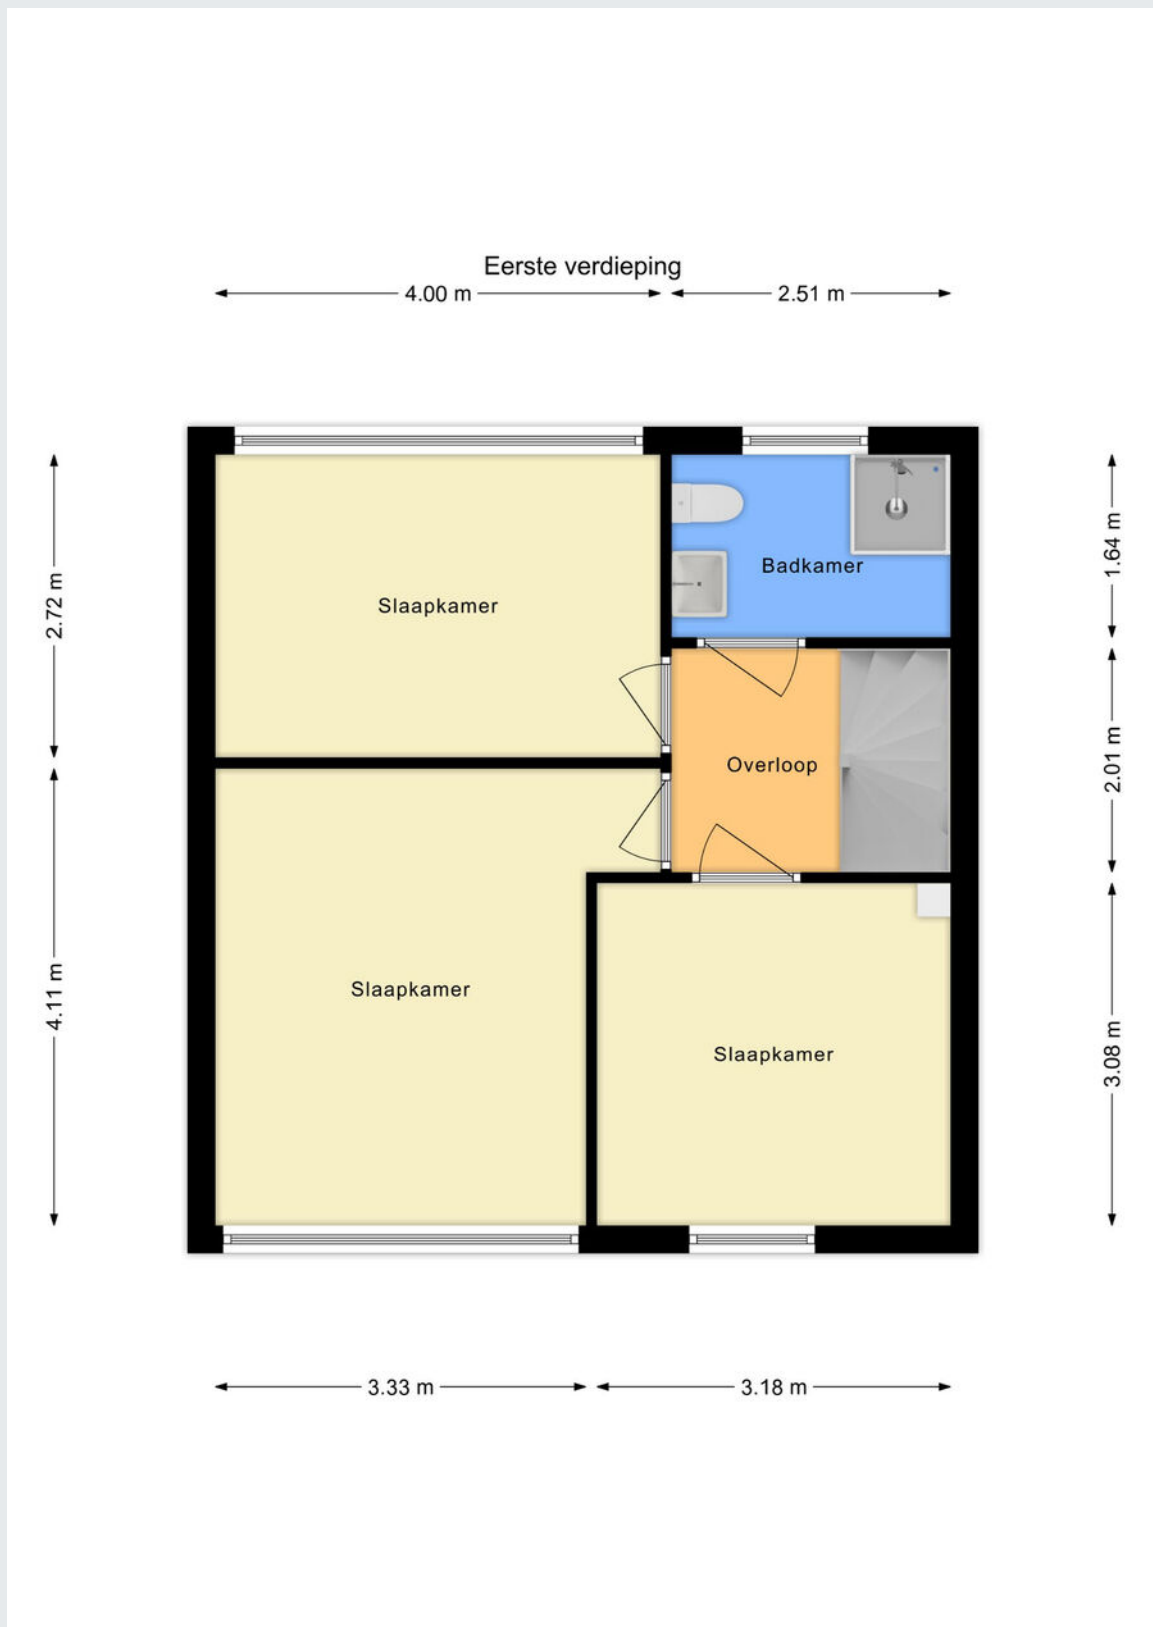 Eerste verdieping
4.00 m
2.51 m
2.72 m
1.64 m
Badkamer
Slaapkamer
2.01 m
Overloop
4.11 m
Slaapkamer
3.08 m
Slaapkamer
3.33 m
3.18 m